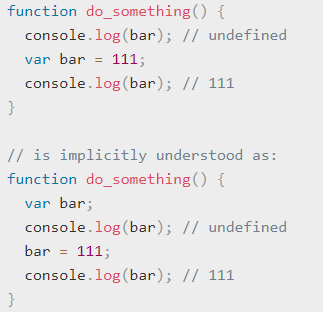 function do_something() {
  console.log(bar); // undefined
  var bar = 111;
  console.log(bar); // 111
}

// is implicitly understood as:
function do_something() {
  var bar;
  console.log(bar); // undefined
  bar = 111;
  console.log(bar); // 111
}